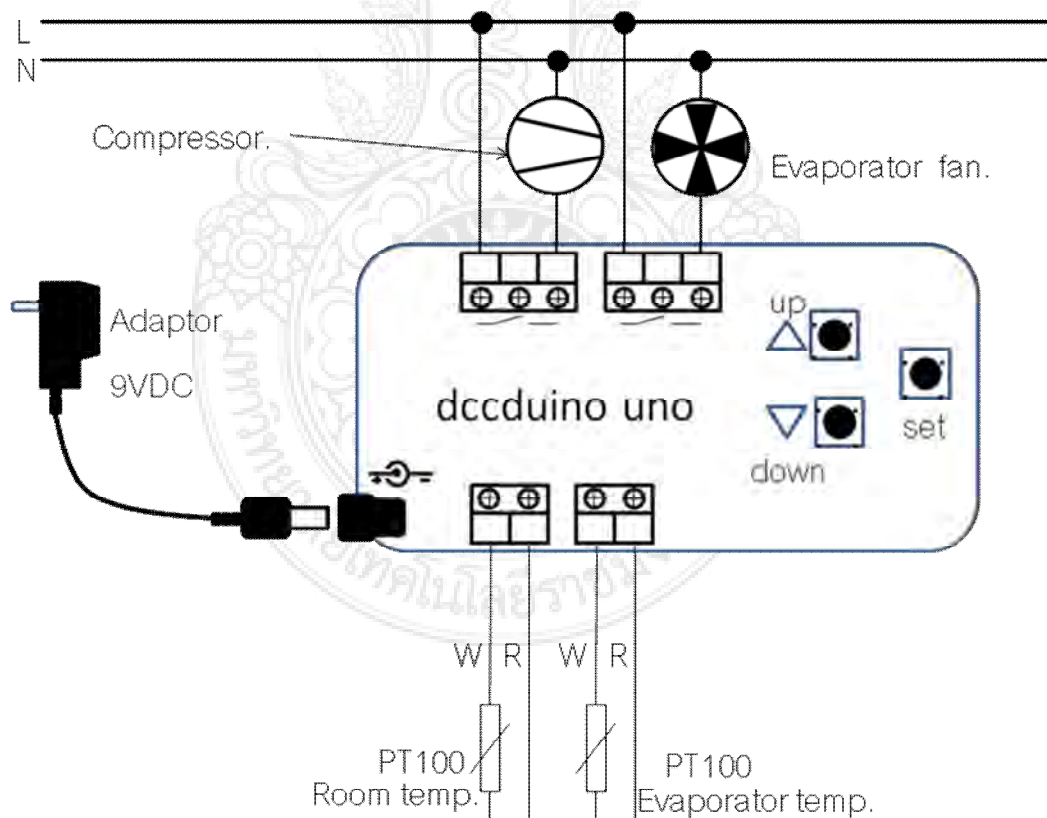 L
N
Compressor.
Evaporator fan.
Adaptor
9VDC
up
dccduino uno
set
down
W R W R
PT100
Room temp.
PT100
Evaporator temp.